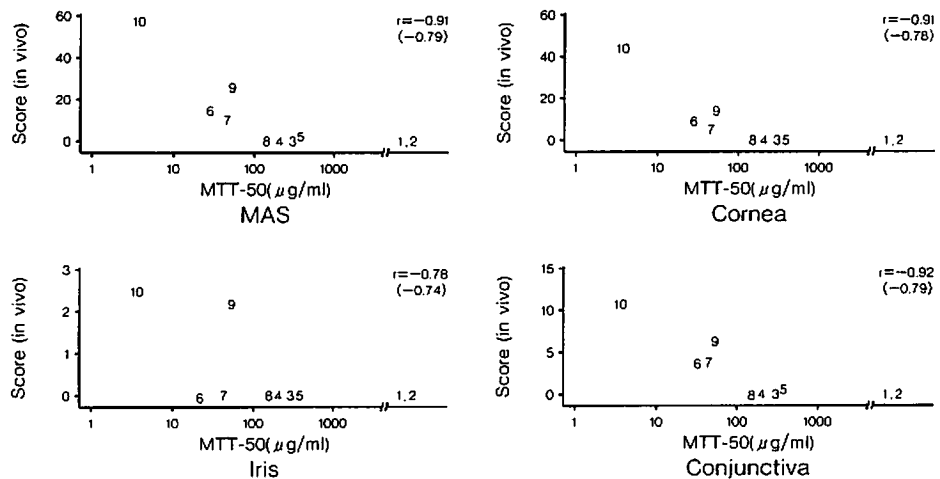 60
40
20
0
Score (in vivo)
10
9
6
7
8 4 3 5
1,2
r=-0.91
(-0.79)
1
10
100
1000
MTT-50(μg/ml)
MAS
60
40
20
0
Score (in vivo)
10
9
6
7
8 4 3 5
1,2
r=-0.91
(-0.78)
1
10
100
1000
MTT-50(μg/ml)
Cornea
3
2
1
0
Score (in vivo)
10
9
6
7
8 4 3 5
1,2
r=-0.78
(-0.74)
1
10
100
1000
MTT-50(μg/ml)
Iris
15
10
5
0
Score (in vivo)
10
9
6 7
8 4 3 5
1,2
r=-0.92
(-0.79)
1
10
100
1000
MTT-50(μg/ml)
Conjunctiva